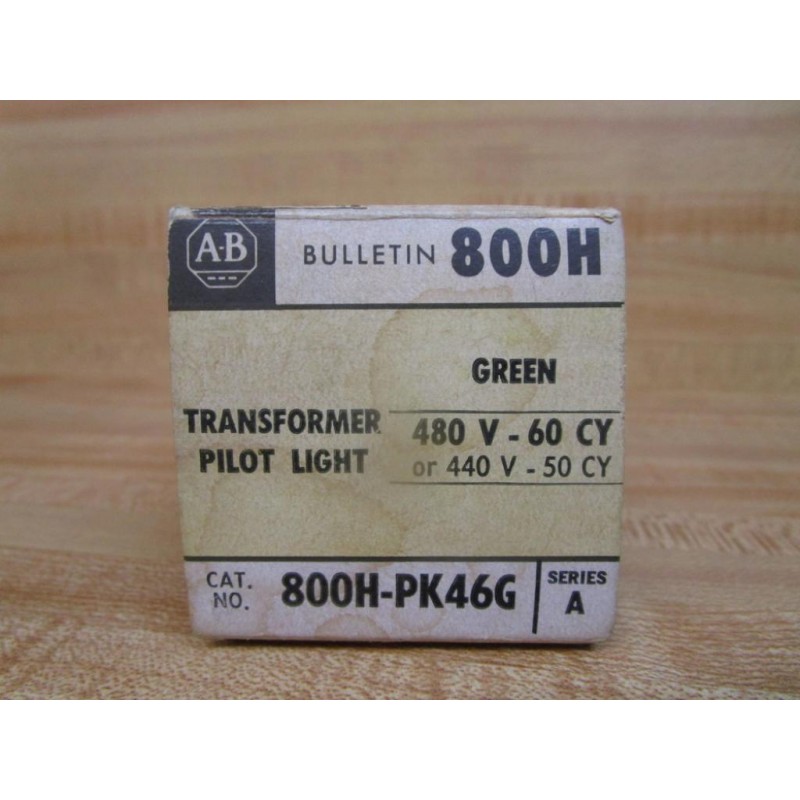 A-B
BULLETIN 800H
GREEN
TRANSFORMER
PILOT LIGHT
480 V - 60 CY
or 440 V - 50 CY
CAT.
NO.
800H-PK46G
SERIES
A